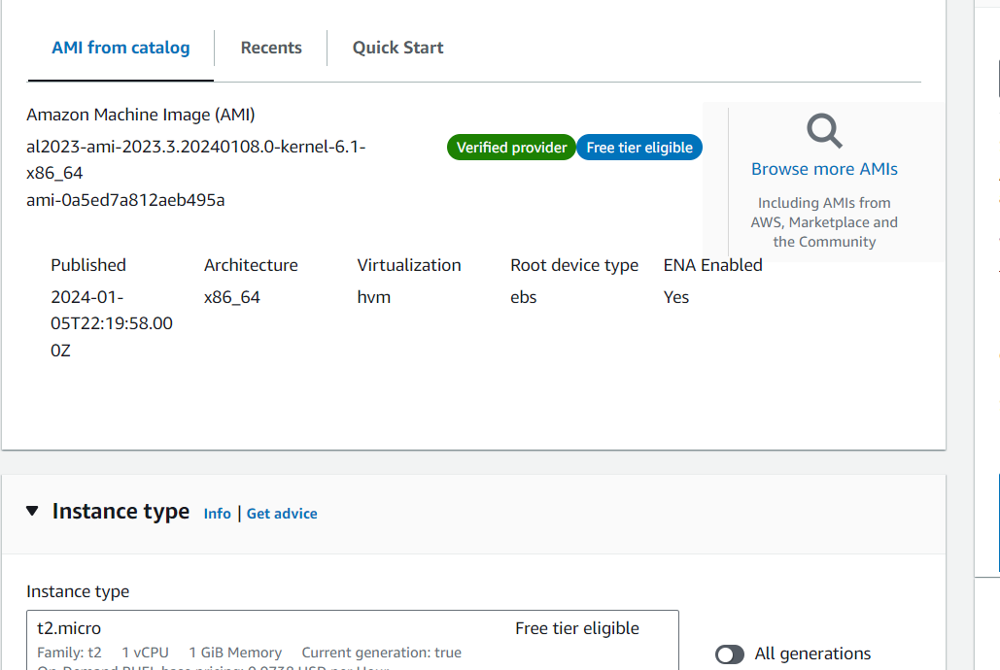 AMI from catalog
Recents
Quick Start
Amazon Machine Image (AMI)
al2023-ami-2023.3.20240108.0-kernel-6.1-
x86_64
ami-0a5ed7a812aeb495a
Verified provider
Free tier eligible
Browse more AMIs
Including AMIs from
AWS, Marketplace and
the Community
Published
2024-01-
05T22:19:58.00
0Z
Architecture
x86_64
Virtualization
hvm
Root device type
ebs
ENA Enabled
Yes
Instance type
Info | Get advice
Instance type
t2.micro
Free tier eligible
Family: t2 1 vCPU 1 GiB Memory Current generation: true
All generations